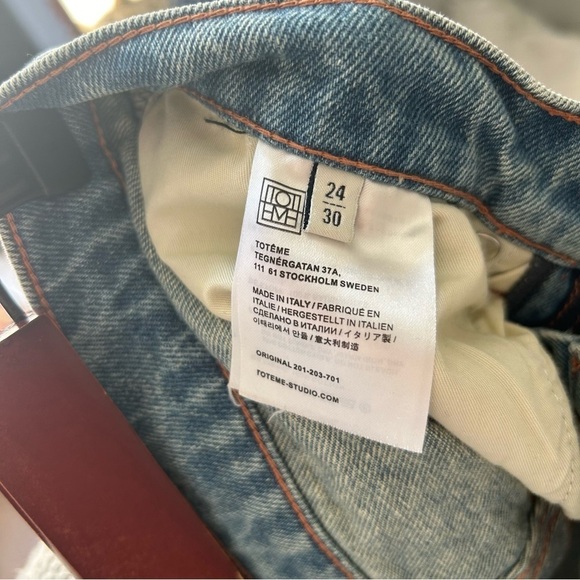 TOTEME
24
30
TOTÊME
TEGNÉRGATAN 37A,
111 61 STOCKHOLM SWEDEN
MADE IN ITALY / FABRIQUÉ EN
ITALIE / HERGESTELLT IN ITALIEN
СДЕЛАНО В ИТАЛИИ / イタリア製 /
이태리에서 만듦 / 意大利制造
ORIGINAL 201-203-701
TOTEME-STUDIO.COM